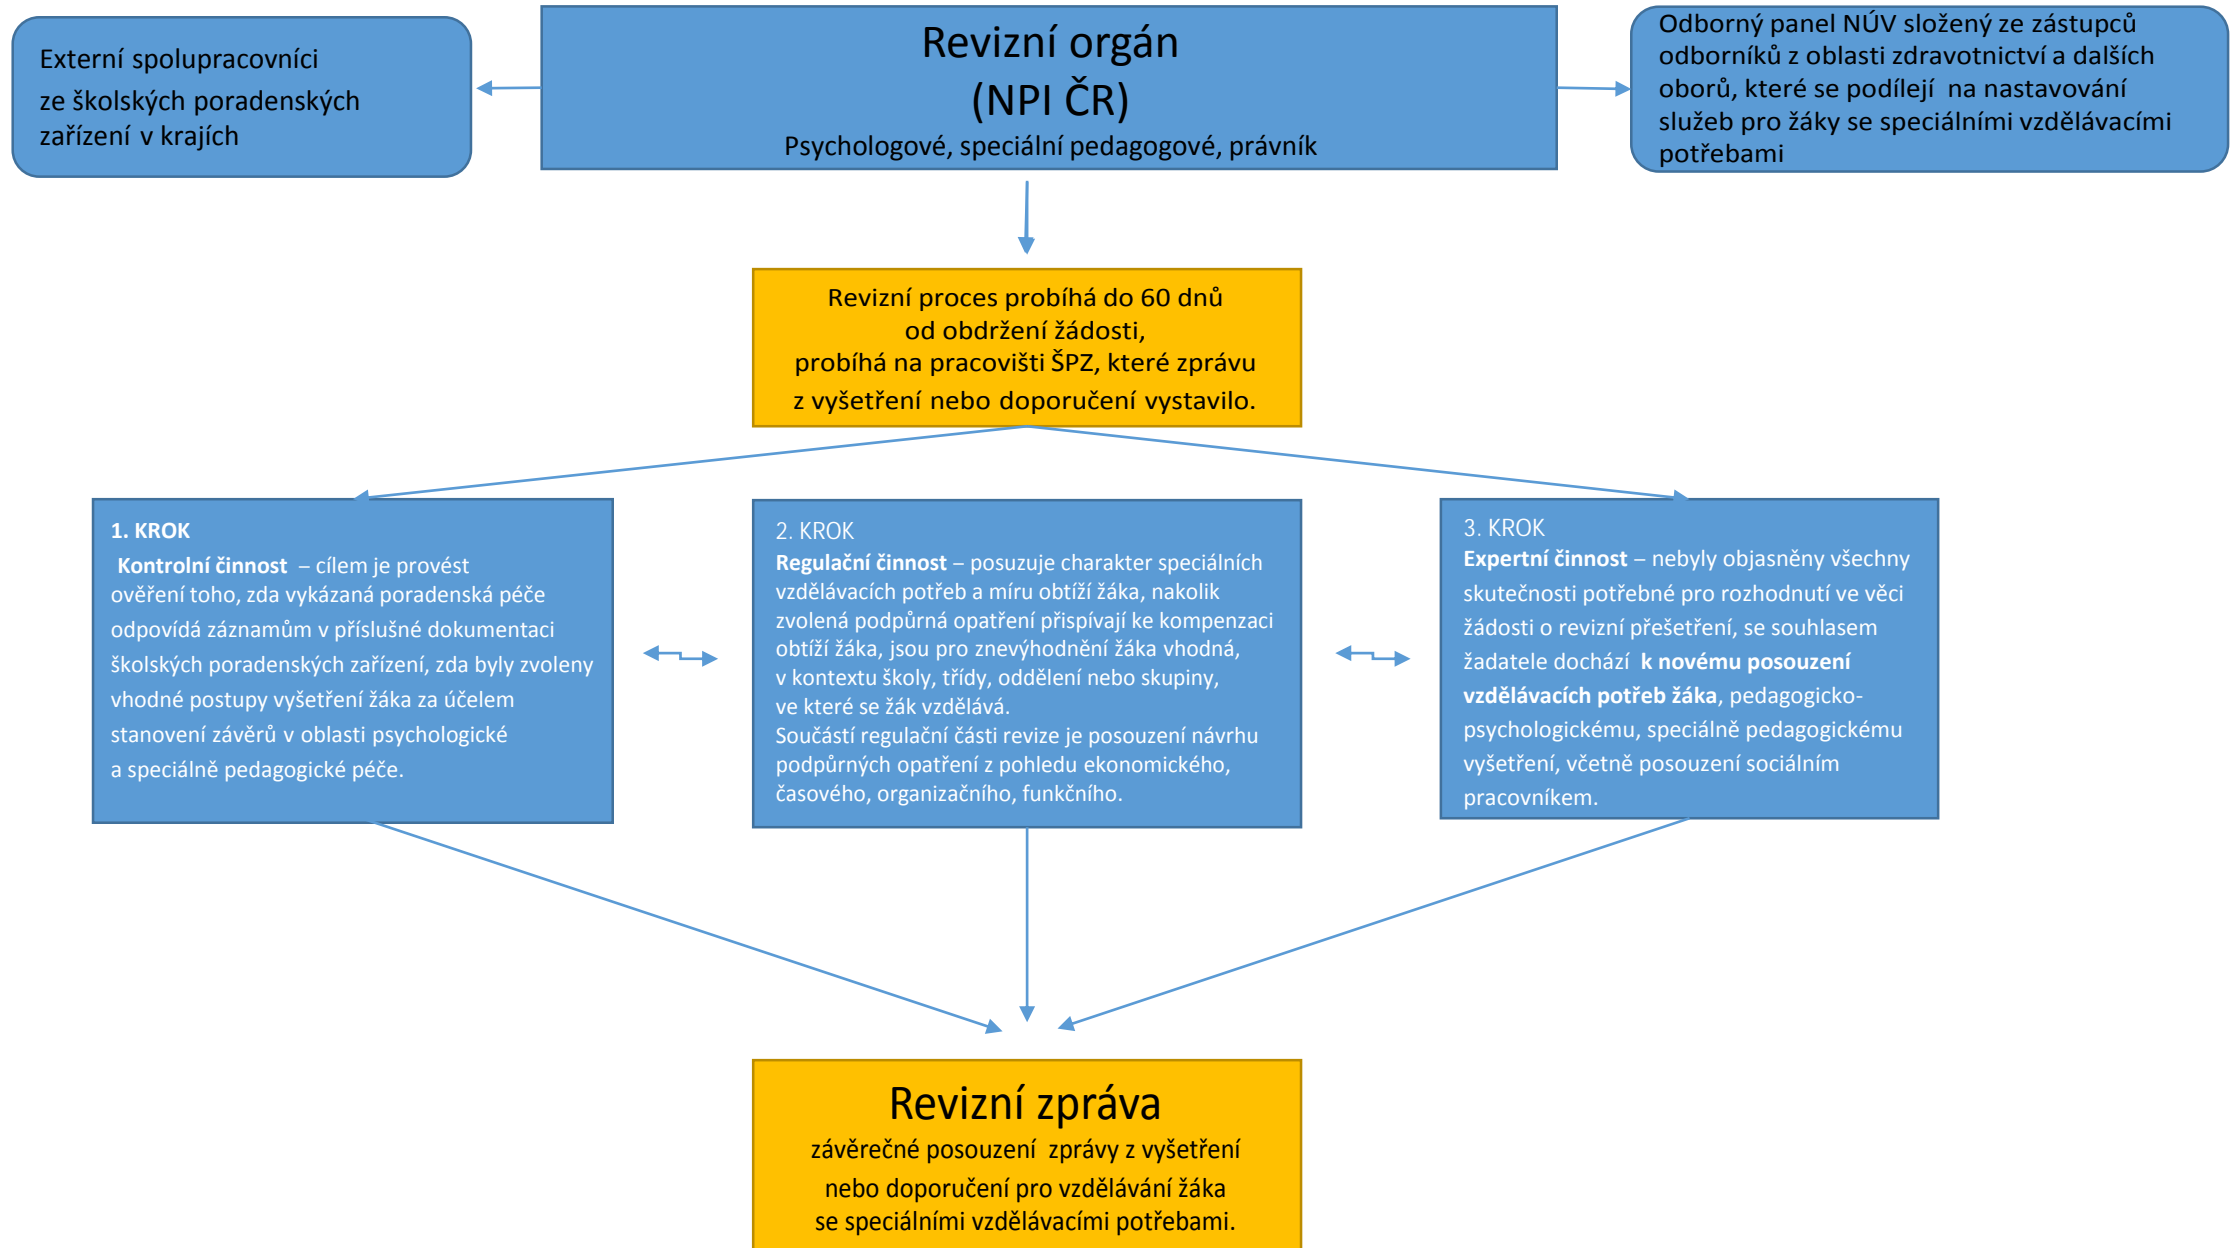 Externí spolupracovníci
ze školských poradenských
zařízení v krajích
Revizní orgán
(NPI ČR)
Psychologové, speciální pedagogové, právník
Odborný panel NÚV složený ze zástupců
odborníků z oblasti zdravotnictví a dalších
oborů, které se podílejí na nastavování
služeb pro žáky se speciálními vzdělávacími
potřebami
Revizní proces probíhá do 60 dnů
od obdržení žádosti,
probíhá na pracovišti ŠPZ, které zprávu
z vyšetření nebo doporučení vystavilo.
1. KROK
Kontrolní činnost – cílem je provést
ověření toho, zda vykázaná poradenská péče
odpovídá záznamům v příslušné dokumentaci
školských poradenských zařízení, zda byly zvoleny
vhodné postupy vyšetření žáka za účelem
stanovení závěrů v oblasti psychologické
a speciálně pedagogické péče.
2. KROK
Regulační činnost – posuzuje charakter speciálních
vzdělávacích potřeb a míru obtíží žáka, nakolik
zvolená podpůrná opatření přispívají ke kompenzaci
obtíží žáka, jsou pro znevýhodnění žáka vhodná,
v kontextu školy, třídy, oddělení nebo skupiny,
ve které se žák vzdělává.
Součástí regulační části revize je posouzení návrhu
podpůrných opatření z pohledu ekonomického,
časového, organizačního, funkčního.
3. KROK
Expertní činnost – nebyly objasněny všechny
skutečnosti potřebné pro rozhodnutí ve věci
žádosti o revizní přešetření, se souhlasem
žadatele dochází k novému posouzení
vzdělávacích potřeb žáka, pedagogicko-
psychologickému, speciálně pedagogickému
vyšetření, včetně posouzení sociálním
pracovníkem.
Revizní zpráva
závěrečné posouzení zprávy z vyšetření
nebo doporučení pro vzdělávání žáka
se speciálními vzdělávacími potřebami.